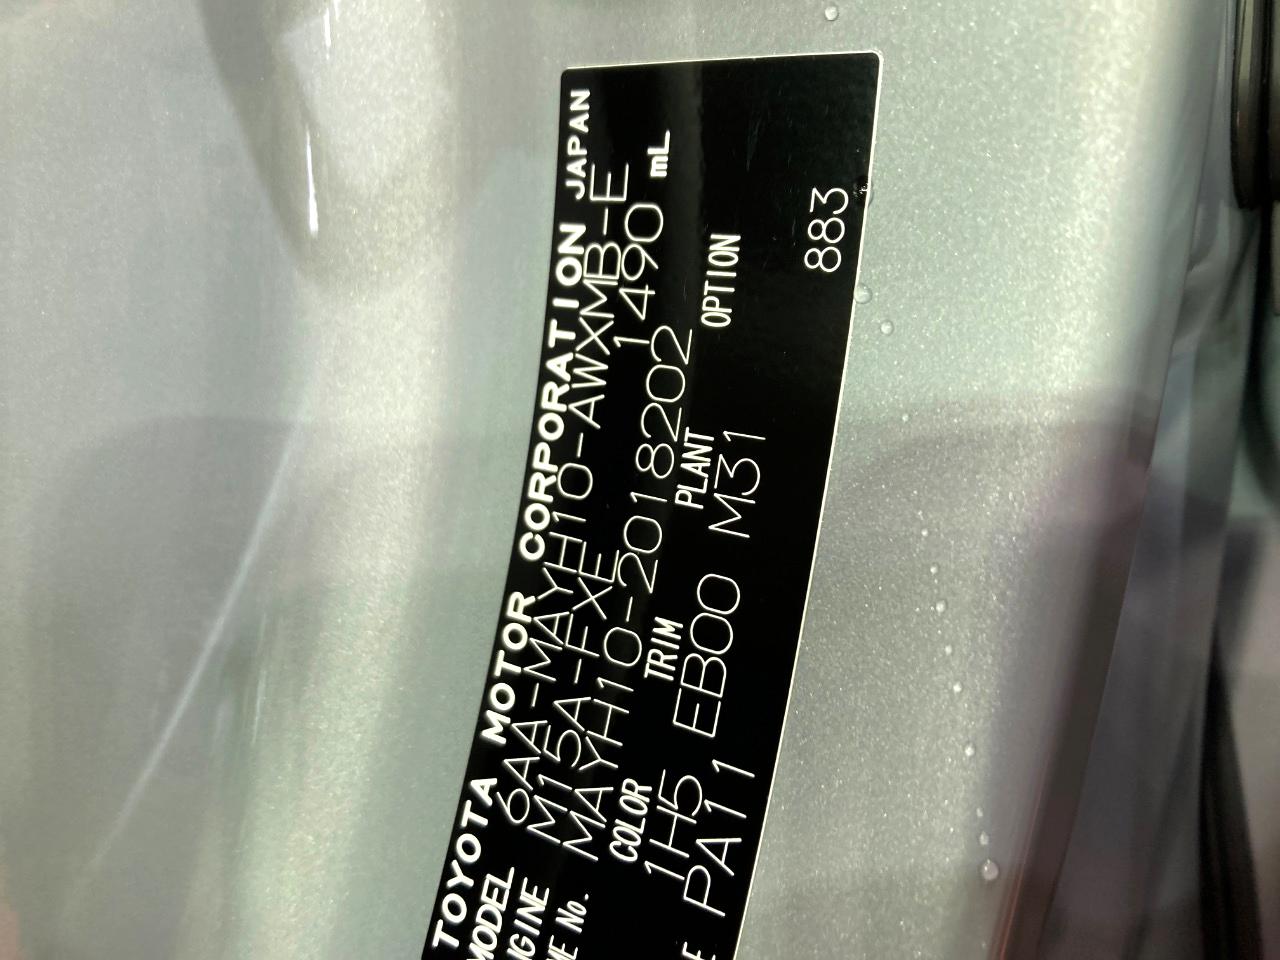 TOYOTA MOTOR CORPORATION JAPAN
MODEL 6AA-MAYH10-AWXMB-E
NGINE M15A-FXE 1490 mL
ME No. MAYH10-2018202
COLOR TRIM PLANT OPTION
1H5 EB00 M31
E PA11 883